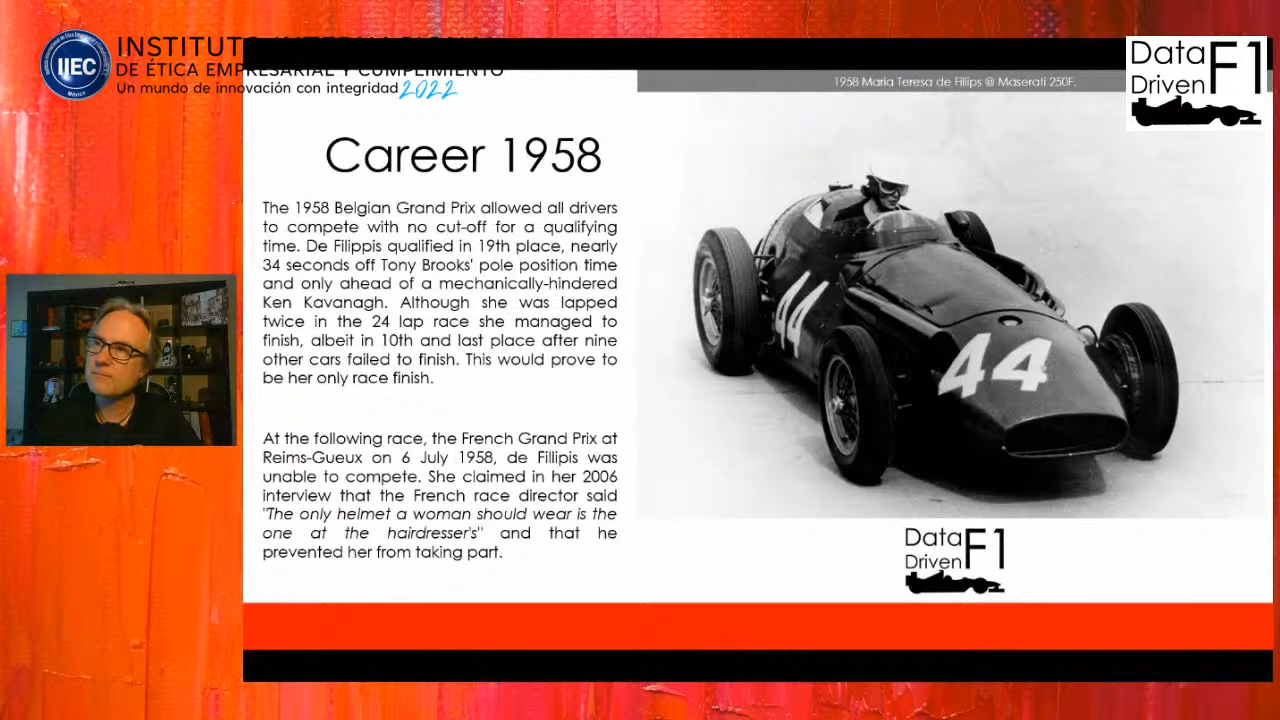 IIEC
México
INSTITUTO
DE ÉTICA EMPRESARIAL Y CUMPLIMIENTO
Un mundo de innovación con integridad 2022
1958 Maria Teresa de Fillips @ Maserati 250F.
Data
Driven F1
Career 1958
The 1958 Belgian Grand Prix allowed all drivers
to compete with no cut-off for a qualifying
time. De Filippis qualified in 19th place, nearly
34 seconds off Tony Brooks' pole position time
and only ahead of a mechanically-hindered
Ken Kavanagh. Although she was lapped
twice in the 24 lap race she managed to
finish, albeit in 10th and last place after nine
other cars failed to finish. This would prove to
be her only race finish.
At the following race, the French Grand Prix at
Reims-Gueux on 6 July 1958, de Fillipis was
unable to compete. She claimed in her 2006
interview that the French race director said
"The only helmet a woman should wear is the
one at the hairdresser's" and that he
prevented her from taking part.
44
44
Data
Driven F1